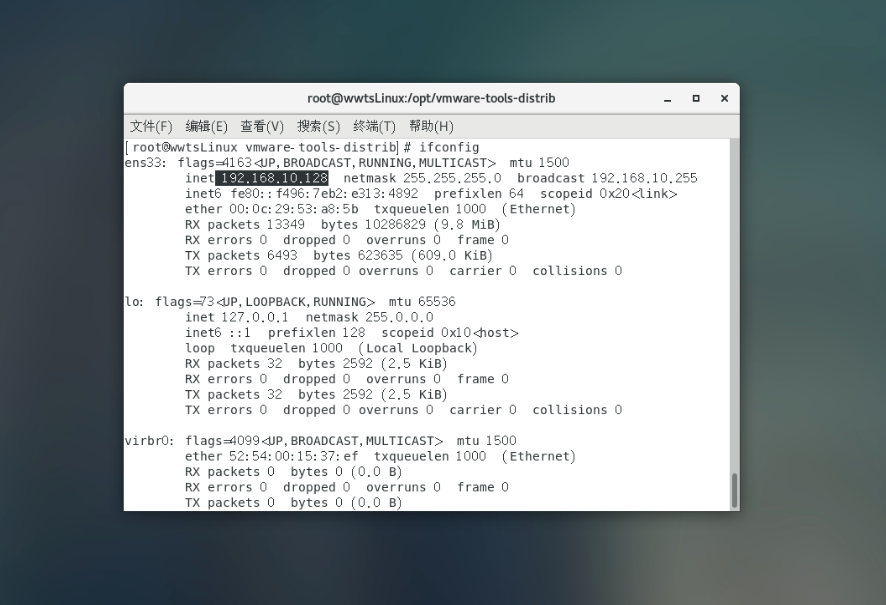 root@wwtsLinux:/opt/vmware-tools-distrib
文件(F) 编辑(E) 查看(V) 搜索(S) 终端(T) 帮助(H)
[root@wwtsLinux vmware-tools-distrib]# ifconfig
ens33: flags=4163<UP,BROADCAST,RUNNING,MULTICAST> mtu 1500
inet 192.168.10.128 netmask 255.255.255.0 broadcast 192.168.10.255
inet6 fe80::f496:7eb2:e313:4892 prefixlen 64 scopeid 0x20<link>
ether 00:0c:29:53:a8:5b txqueuelen 1000 (Ethernet)
RX packets 13349 bytes 10286829 (9.8 MiB)
RX errors 0 dropped 0 overruns 0 frame 0
TX packets 6493 bytes 623635 (609.0 KiB)
TX errors 0 dropped 0 overruns 0 carrier 0 collisions 0
lo: flags=73<UP,LOOPBACK,RUNNING> mtu 65536
inet 127.0.0.1 netmask 255.0.0.0
inet6 ::1 prefixlen 128 scopeid 0x10<host>
loop txqueuelen 1000 (Local Loopback)
RX packets 32 bytes 2592 (2.5 KiB)
RX errors 0 dropped 0 overruns 0 frame 0
TX packets 32 bytes 2592 (2.5 KiB)
TX errors 0 dropped 0 overruns 0 carrier 0 collisions 0
virbr0: flags=4099<UP,BROADCAST,MULTICAST> mtu 1500
ether 52:54:00:15:37:ef txqueuelen 1000 (Ethernet)
RX packets 0 bytes 0 (0.0 B)
RX errors 0 dropped 0 overruns 0 frame 0
TX packets 0 bytes 0 (0.0 B)